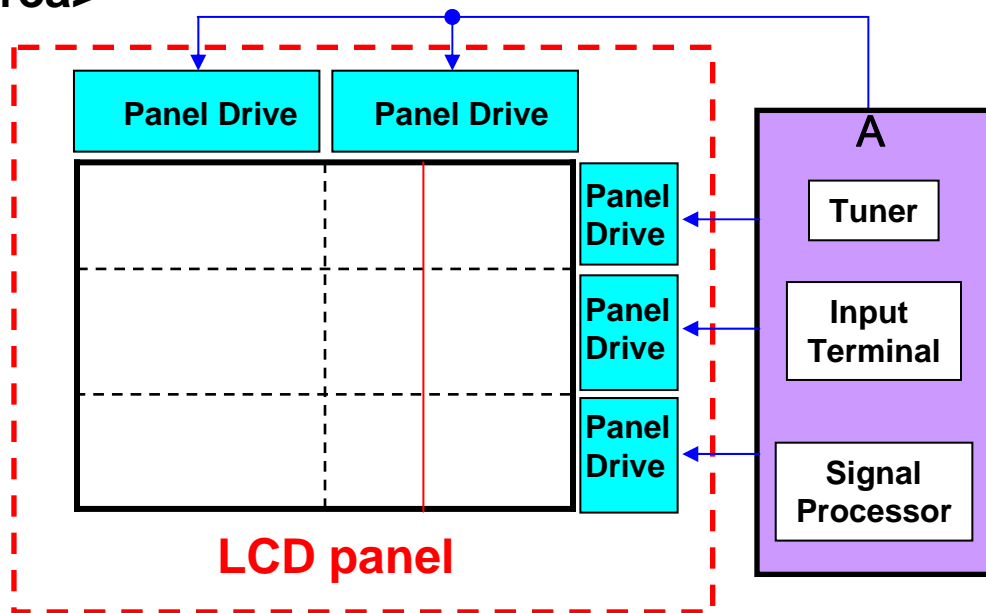 Panel Drive
Panel Drive
A
Panel
Drive
Tuner
Panel
Drive
Input
Terminal
Panel
Drive
Signal
Processor
LCD panel